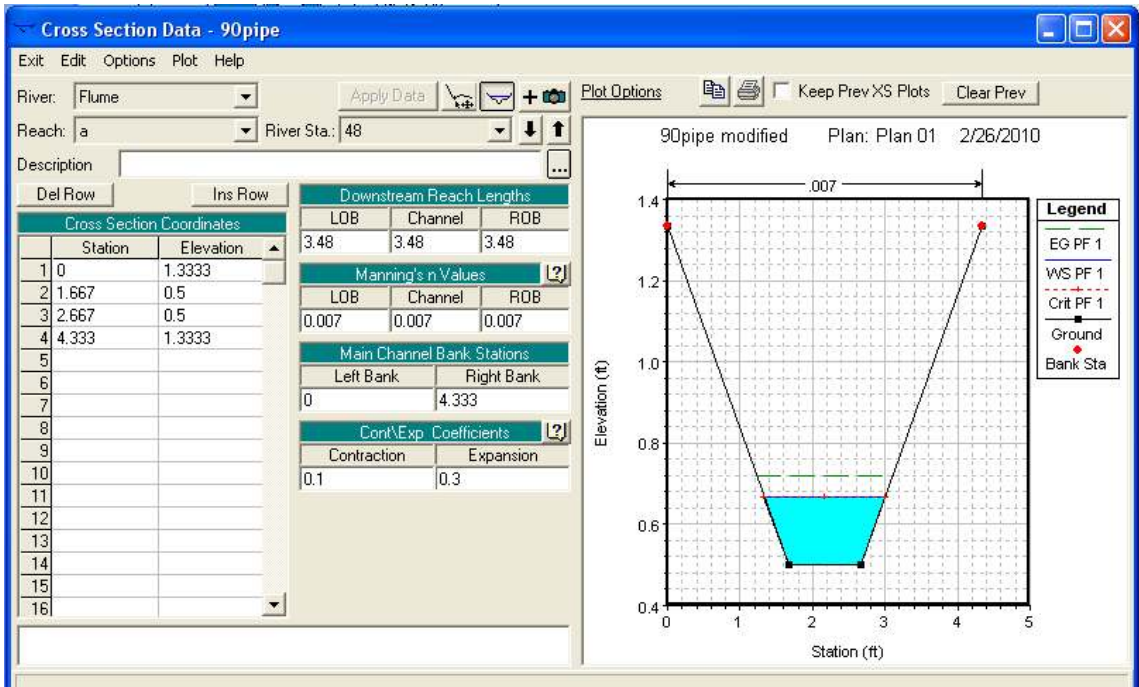 Cross Section Data - 90pipe
Exit Edit Options Plot Help
River: Flume
Apply Data
Plot Options
Keep Prev XS Plots
Clear Prev
Reach: a
River Sta.: 48
Description
...
Del Row
Ins Row
Cross Section Coordinates
Station Elevation
1 0 1.3333
2 1.667 0.5
3 2.667 0.5
4 4.333 1.3333
5
6
7
8
9
10
11
12
13
14
15
16
Downstream Reach Lengths
LOB Channel ROB
3.48 3.48 3.48
Manning's n Values
LOB Channel ROB
0.007 0.007 0.007
Main Channel Bank Stations
Left Bank Right Bank
0 4.333
Cont\Exp Coefficients
Contraction Expansion
0.1 0.3
90pipe modified Plan: Plan 01 2/26/2010
.007
1.4
1.2
1.0
0.8
0.6
0.4
Elevation (ft)
0 1 2 3 4 5
Station (ft)
Legend
EG PF 1
WS PF 1
Crit PF 1
Ground
Bank Sta